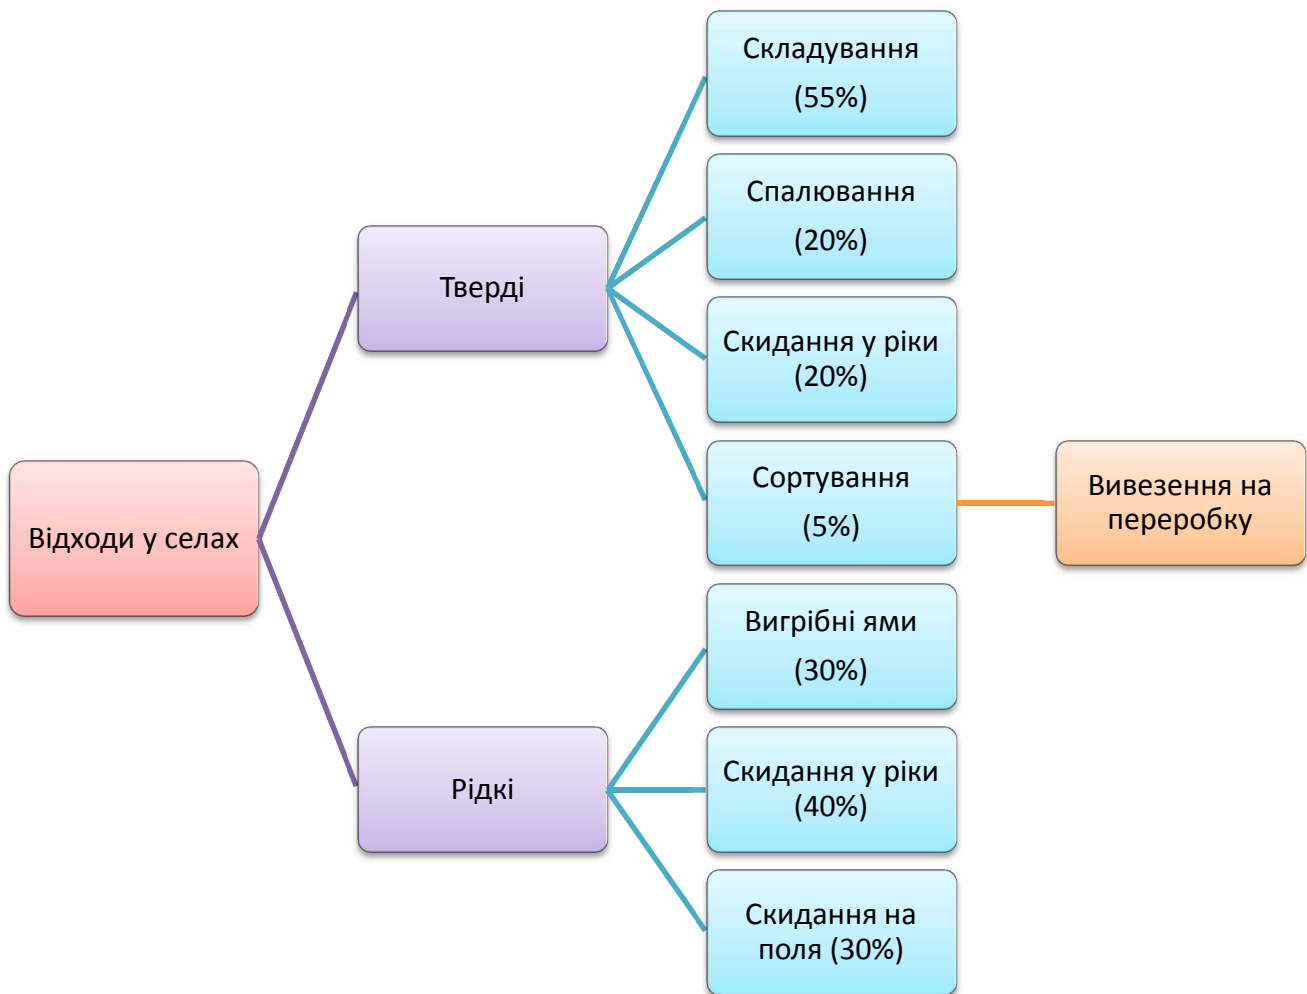 Складування
(55%)
Спалювання
(20%)
Тверді
Скидання у ріки
(20%)
Сортування
(5%)
Вивезення на
переробку
Відходи у селах
Вигрібні ями
(30%)
Рідкі
Скидання у ріки
(40%)
Скидання на
поля (30%)